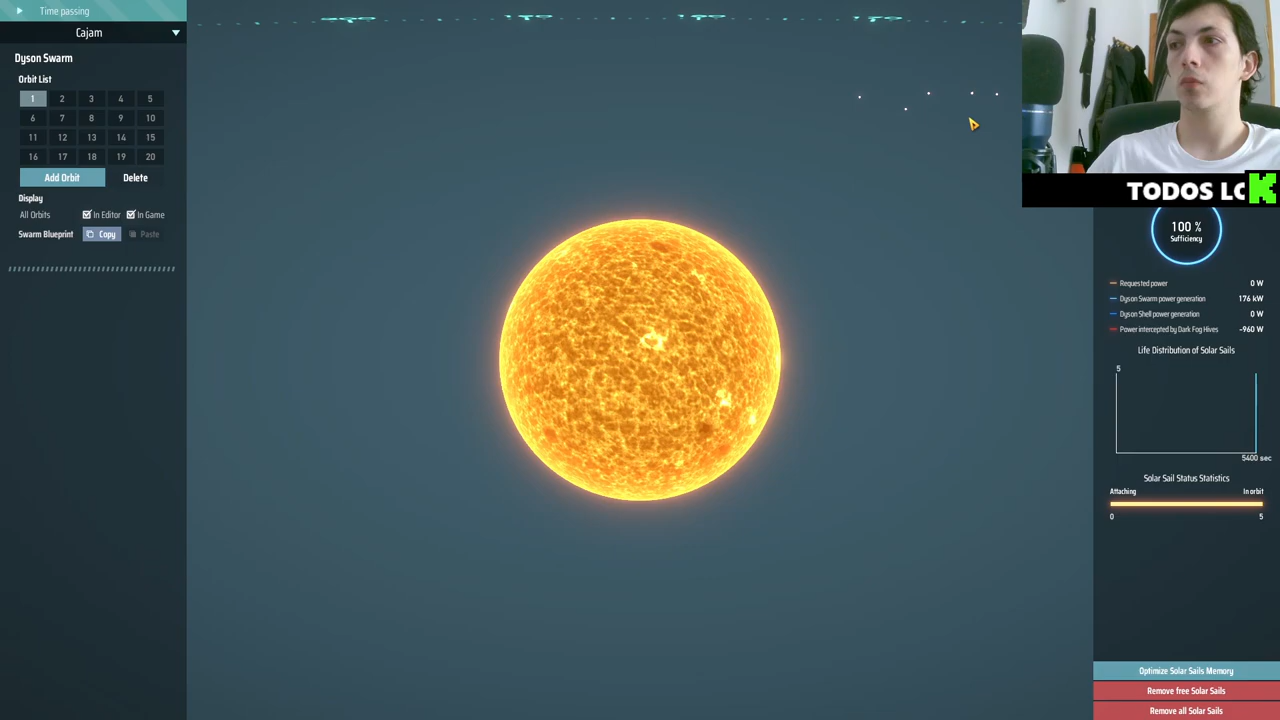 Time passing
Cajam
Dyson Swarm
Orbit List
1 2 3 4 5
6 7 8 9 10
11 12 13 14 15
16 17 18 19 20
Add Orbit Delete
Display
All Orbits In Editor In Game
Swarm Blueprint Copy Paste
TODOS LO
100 %
Sufficiency
Requested power 0 W
Dyson Swarm power generation 176 kW
Dyson Shell power generation 0 W
Power intercepted by Dark Fog Hives -960 W
Life Distribution of Solar Sails
5
5400 sec
Solar Sail Status Statistics
Attaching In orbit
0 5
Optimize Solar Sails Memory
Remove free Solar Sails
Remove all Solar Sails